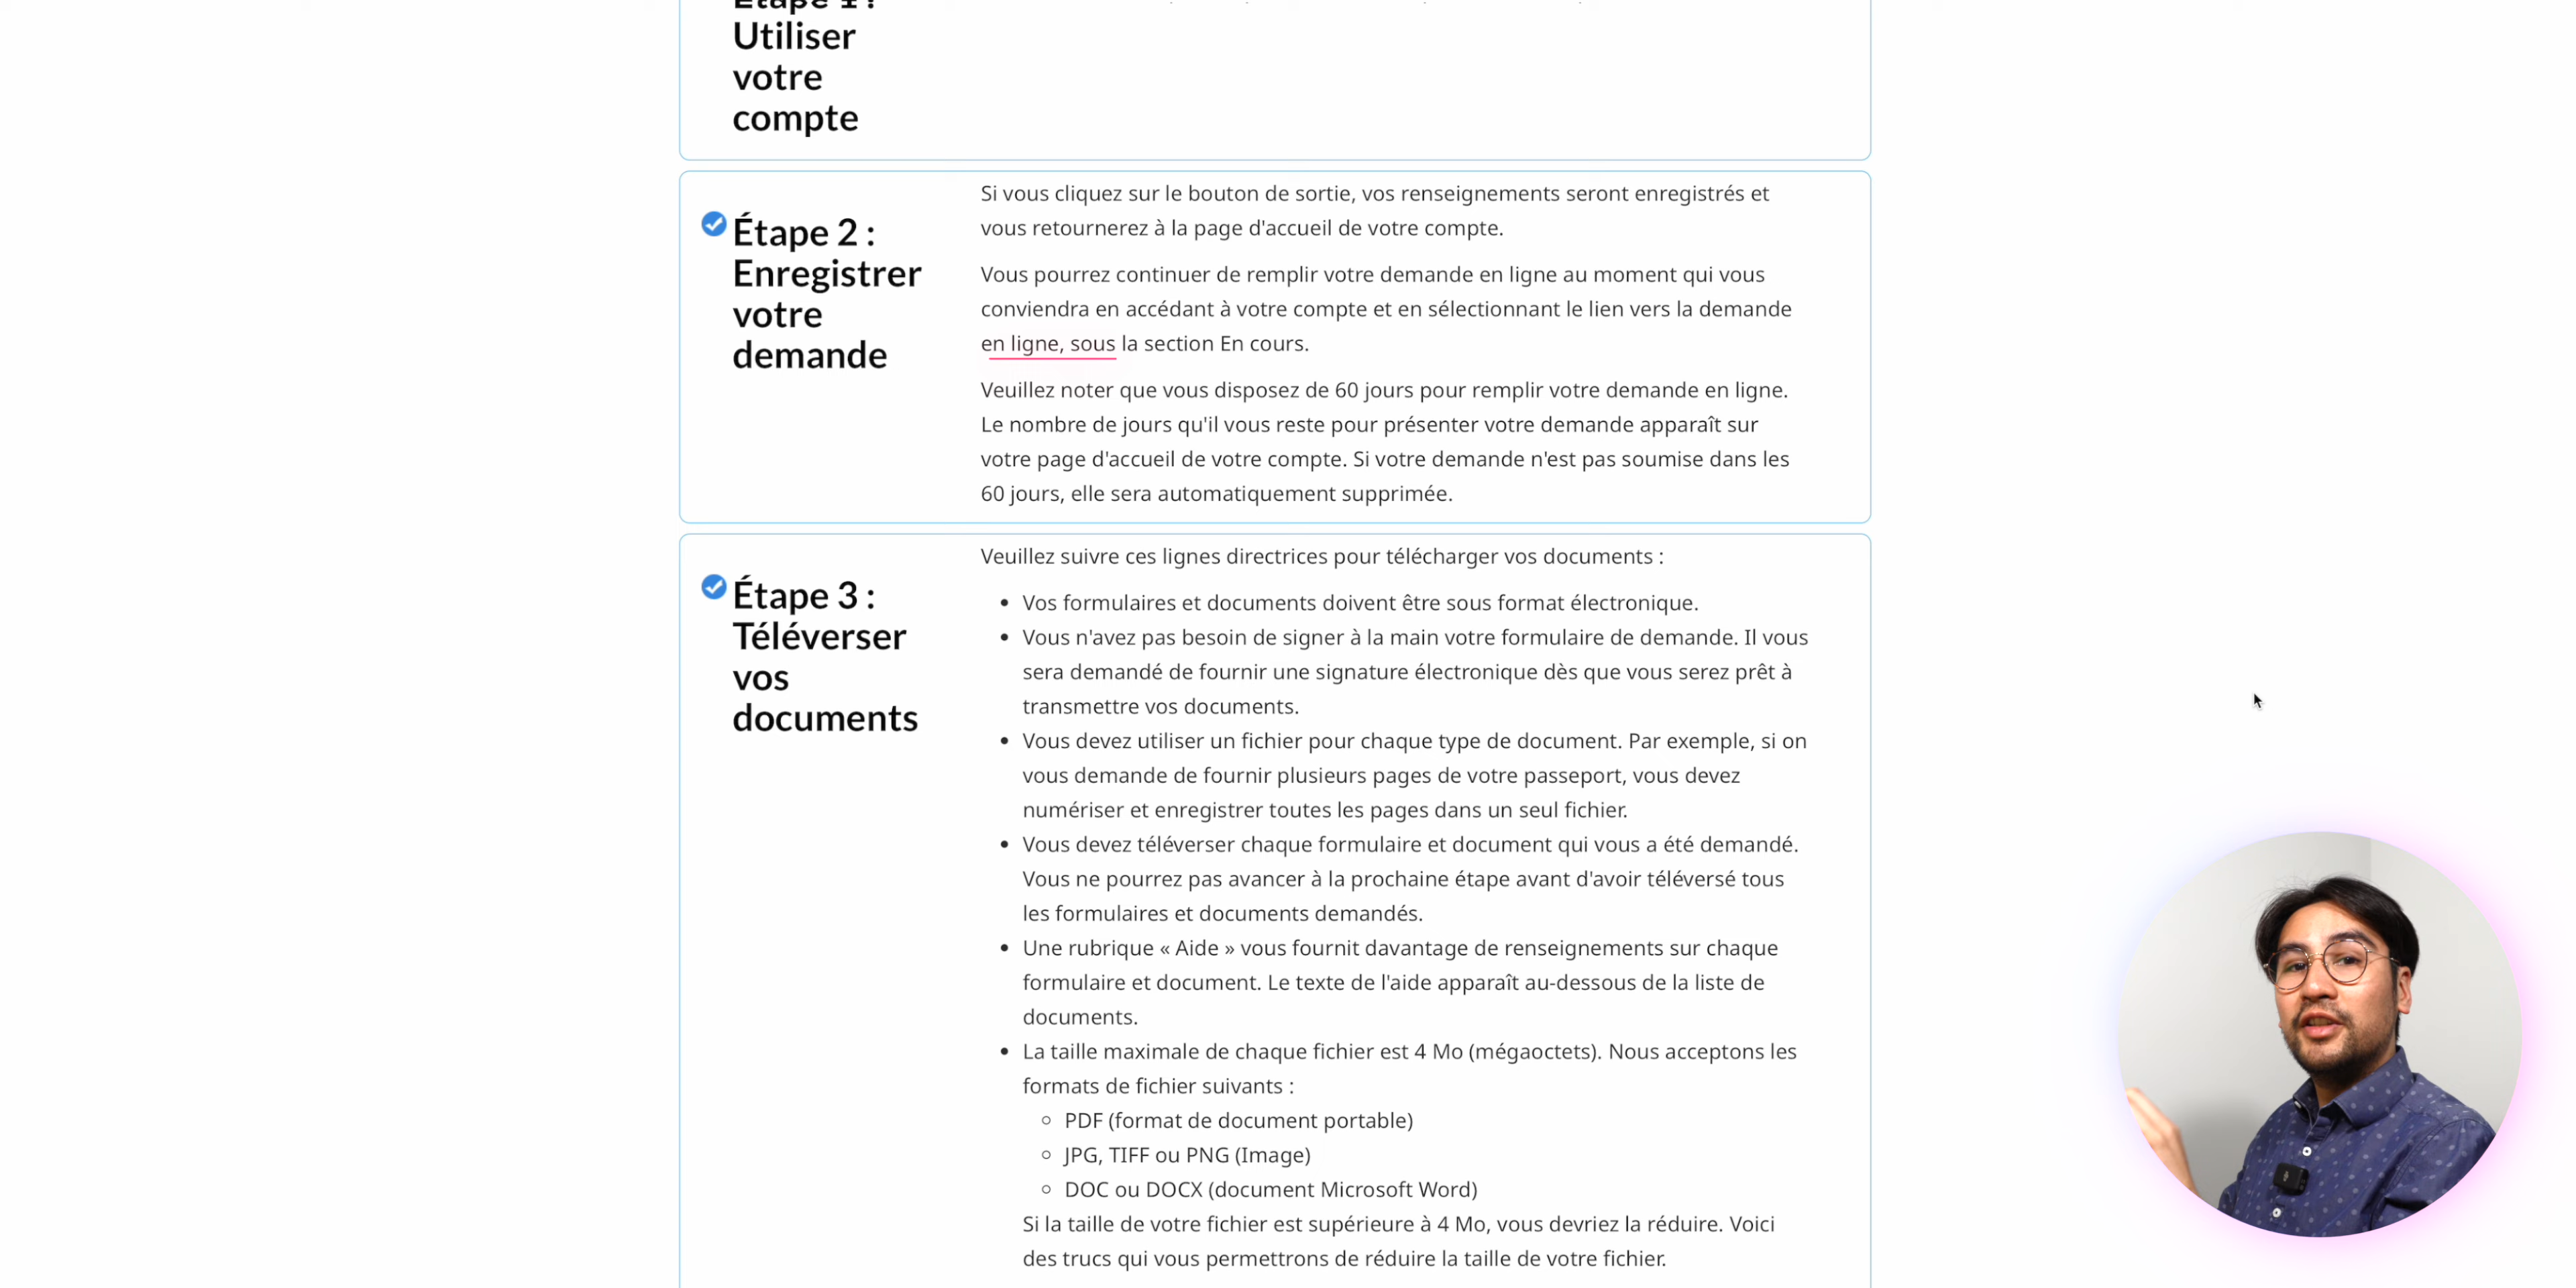 Étape 1 :
Utiliser
votre
compte
Étape 2 :
Enregistrer
votre
demande
Si vous cliquez sur le bouton de sortie, vos renseignements seront enregistrés et
vous retournerez à la page d'accueil de votre compte.
Vous pourrez continuer de remplir votre demande en ligne au moment qui vous
conviendra en accédant à votre compte et en sélectionnant le lien vers la demande
en ligne, sous la section En cours.
Veuillez noter que vous disposez de 60 jours pour remplir votre demande en ligne.
Le nombre de jours qu'il vous reste pour présenter votre demande apparaît sur
votre page d'accueil de votre compte. Si votre demande n'est pas soumise dans les
60 jours, elle sera automatiquement supprimée.
Étape 3 :
Téléverser
vos
documents
Veuillez suivre ces lignes directrices pour télécharger vos documents :
Vos formulaires et documents doivent être sous format électronique.
Vous n'avez pas besoin de signer à la main votre formulaire de demande. Il vous
sera demandé de fournir une signature électronique dès que vous serez prêt à
transmettre vos documents.
Vous devez utiliser un fichier pour chaque type de document. Par exemple, si on
vous demande de fournir plusieurs pages de votre passeport, vous devez
numériser et enregistrer toutes les pages dans un seul fichier.
Vous devez téléverser chaque formulaire et document qui vous a été demandé.
Vous ne pourrez pas avancer à la prochaine étape avant d'avoir téléversé tous
les formulaires et documents demandés.
Une rubrique « Aide » vous fournit davantage de renseignements sur chaque
formulaire et document. Le texte de l'aide apparaît au-dessous de la liste de
documents.
La taille maximale de chaque fichier est 4 Mo (mégaoctets). Nous acceptons les
formats de fichier suivants :
PDF (format de document portable)
JPG, TIFF ou PNG (Image)
DOC ou DOCX (document Microsoft Word)
Si la taille de votre fichier est supérieure à 4 Mo, vous devriez la réduire. Voici
des trucs qui vous permettrons de réduire la taille de votre fichier.